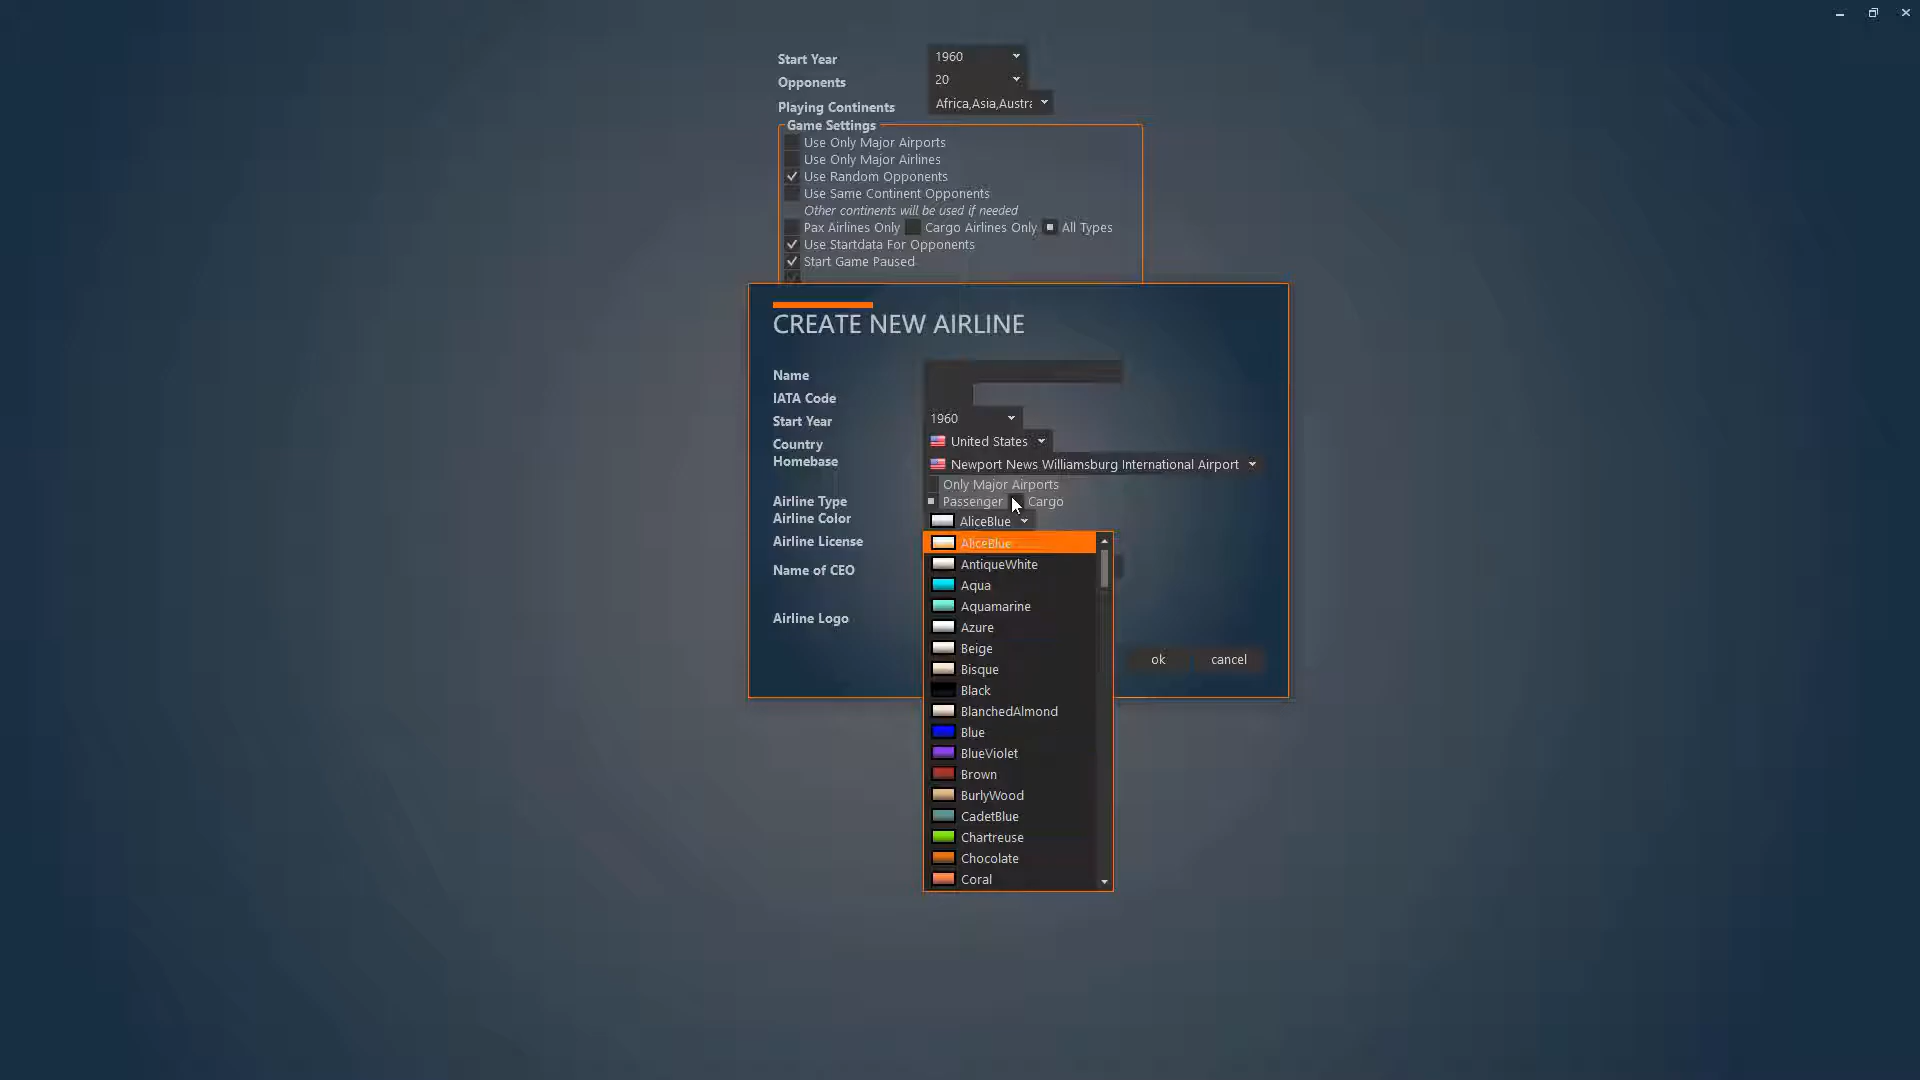 Start Year 1960
Opponents 20
Playing Continents Africa,Asia,Austra
Game Settings
Use Only Major Airports
Use Only Major Airlines
Use Random Opponents
Use Same Continent Opponents
Other continents will be used if needed
Pax Airlines Only Cargo Airlines Only All Types
Use Startdata For Opponents
Start Game Paused
CREATE NEW AIRLINE
Name
IATA Code
Start Year 1960
Country United States
Homebase Newport News Williamsburg International Airport
Only Major Airports
Airline Type Passenger Cargo
Airline Color AliceBlue
Airline License
Name of CEO
Airline Logo
AliceBlue
AntiqueWhite
Aqua
Aquamarine
Azure
Beige
Bisque
Black
BlanchedAlmond
Blue
BlueViolet
Brown
BurlyWood
CadetBlue
Chartreuse
Chocolate
Coral
ok cancel